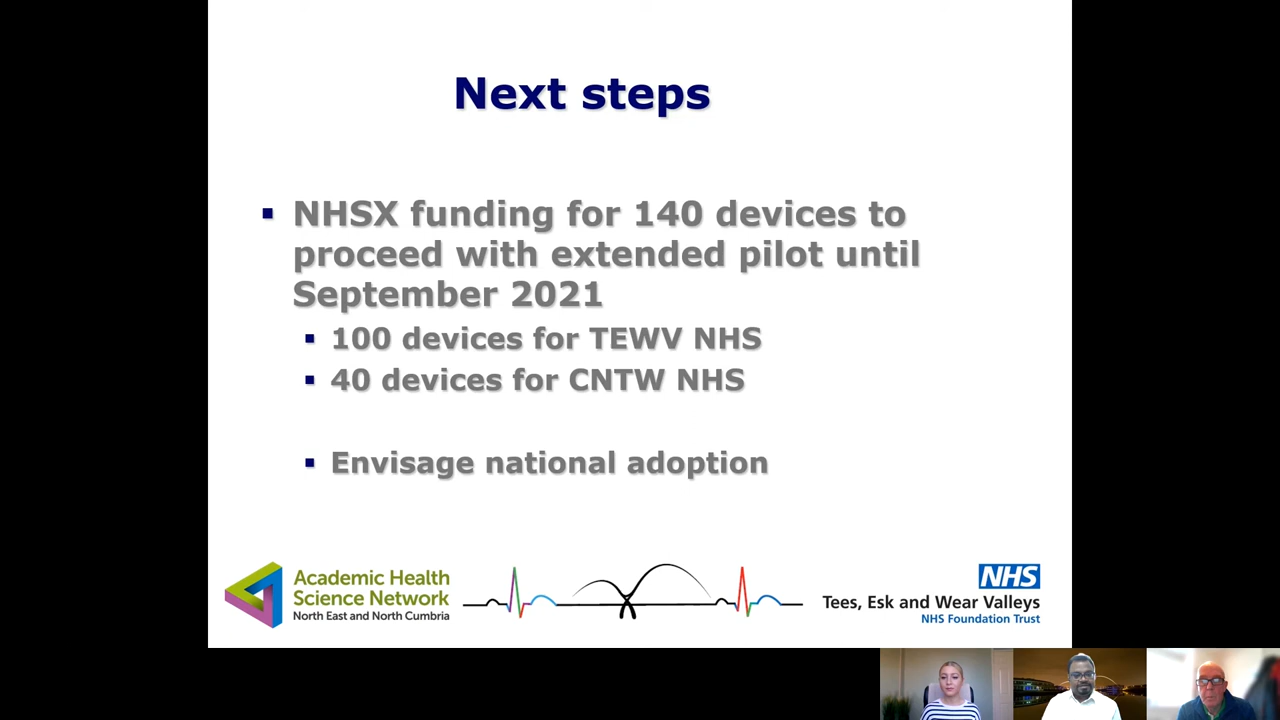 Next steps
NHSX funding for 140 devices to
proceed with extended pilot until
September 2021
100 devices for TEWV NHS
40 devices for CNTW NHS
Envisage national adoption
Academic Health
Science Network
North East and North Cumbria
NHS
Tees, Esk and Wear Valleys
NHS Foundation Trust